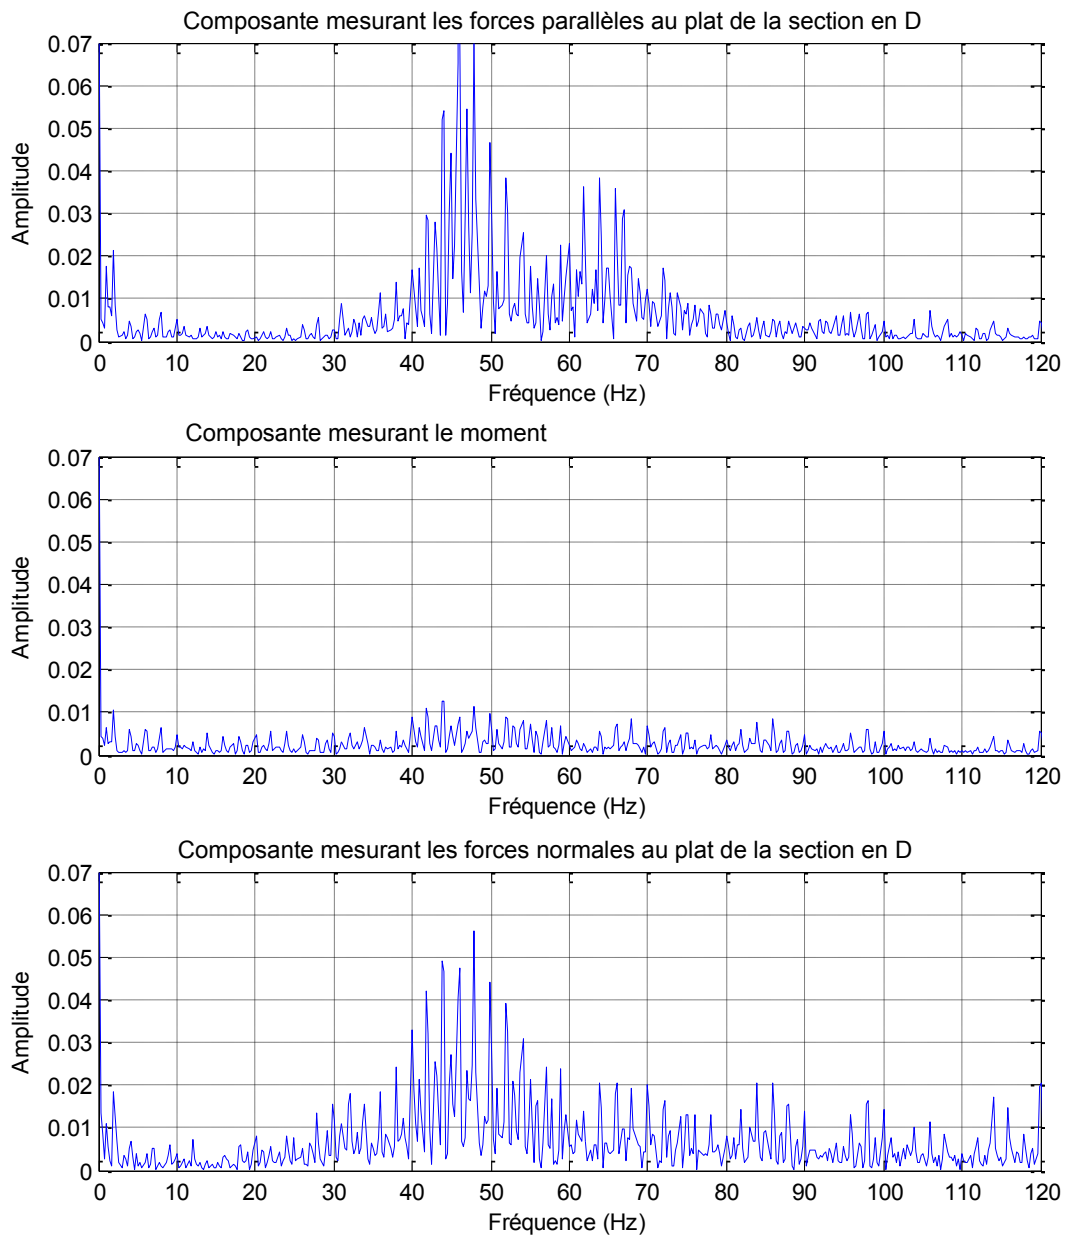 Composante mesurant les forces parallèles au plat de la section en D
0.07
0.06
0.05
0.04
0.03
0.02
0.01
0
Amplitude
0 10 20 30 40 50 60 70 80 90 100 110 120
Fréquence (Hz)
Composante mesurant le moment
0.07
0.06
0.05
0.04
0.03
0.02
0.01
0
Amplitude
0 10 20 30 40 50 60 70 80 90 100 110 120
Fréquence (Hz)
Composante mesurant les forces normales au plat de la section en D
0.07
0.06
0.05
0.04
0.03
0.02
0.01
0
Amplitude
0 10 20 30 40 50 60 70 80 90 100 110 120
Fréquence (Hz)